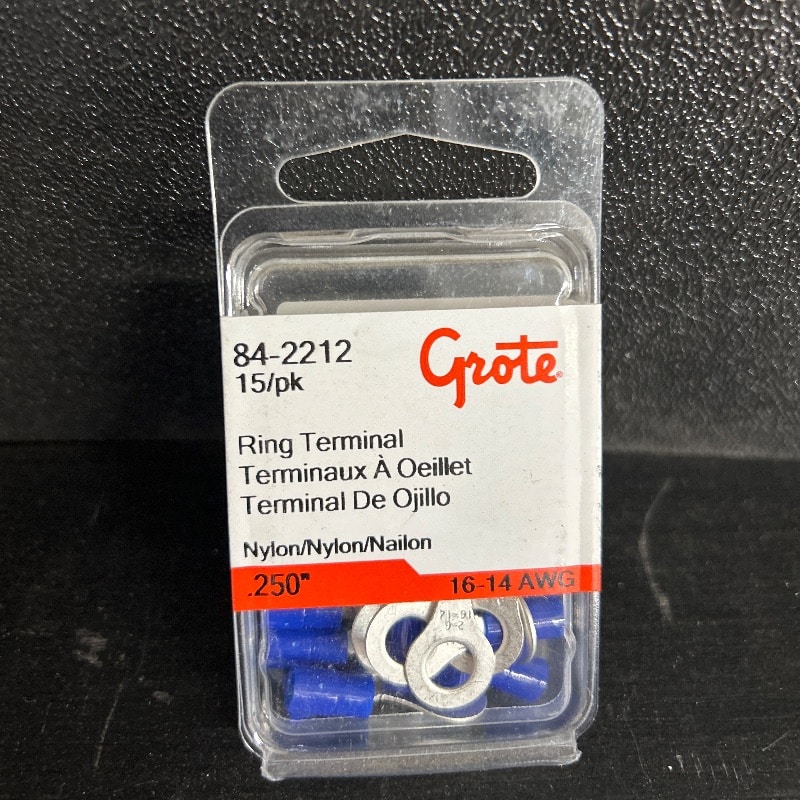 84-2212
15/pk
Grote®
Ring Terminal
Terminaux À Oeillet
Terminal De Ojillo
Nylon/Nylon/Nailon
.250"
16-14 AWG